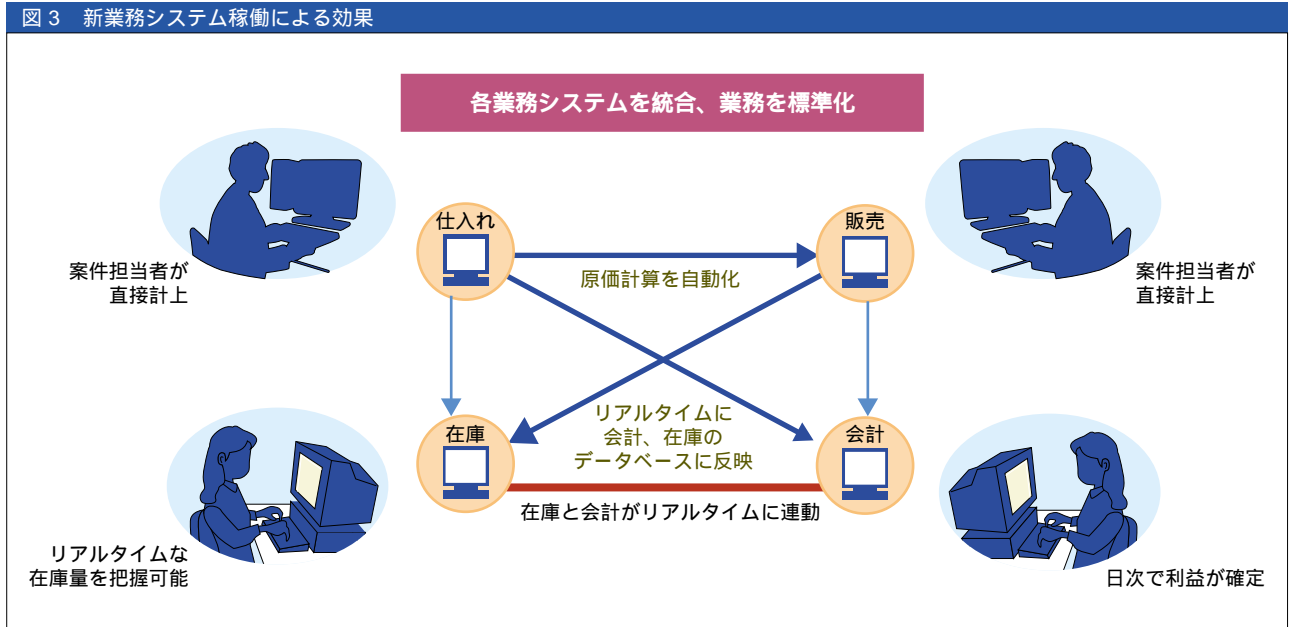 図3 新業務システム稼働による効果
各業務システムを統合、業務を標準化
仕入れ
販売
案件担当者が
直接計上
原価計算を自動化
案件担当者が
直接計上
在庫
リアルタイムに
会計、在庫の
データベースに反映
会計
在庫と会計がリアルタイムに連動
リアルタイムな
在庫量を把握可能
日次で利益が確定